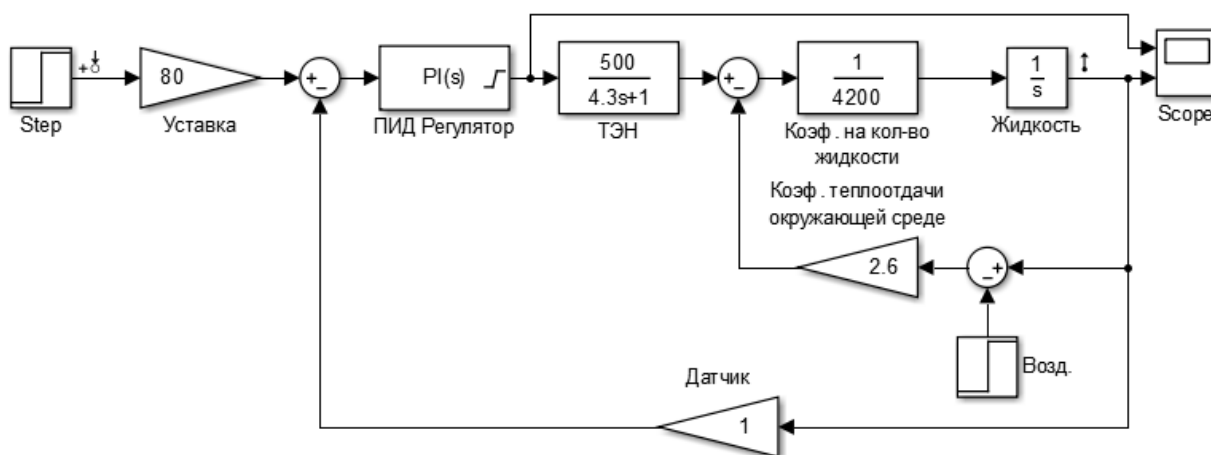 Step
80
Уставка
+
-
PI(s)
ПИД Регулятор
500
4.3s+1
ТЭН
+
-
1
4200
Коэф . на кол-во
жидкости
1
s
Жидкость
Scope
Коэф . теплоотдачи
окружающей среде
2.6
+
-
Возд.
Датчик
1